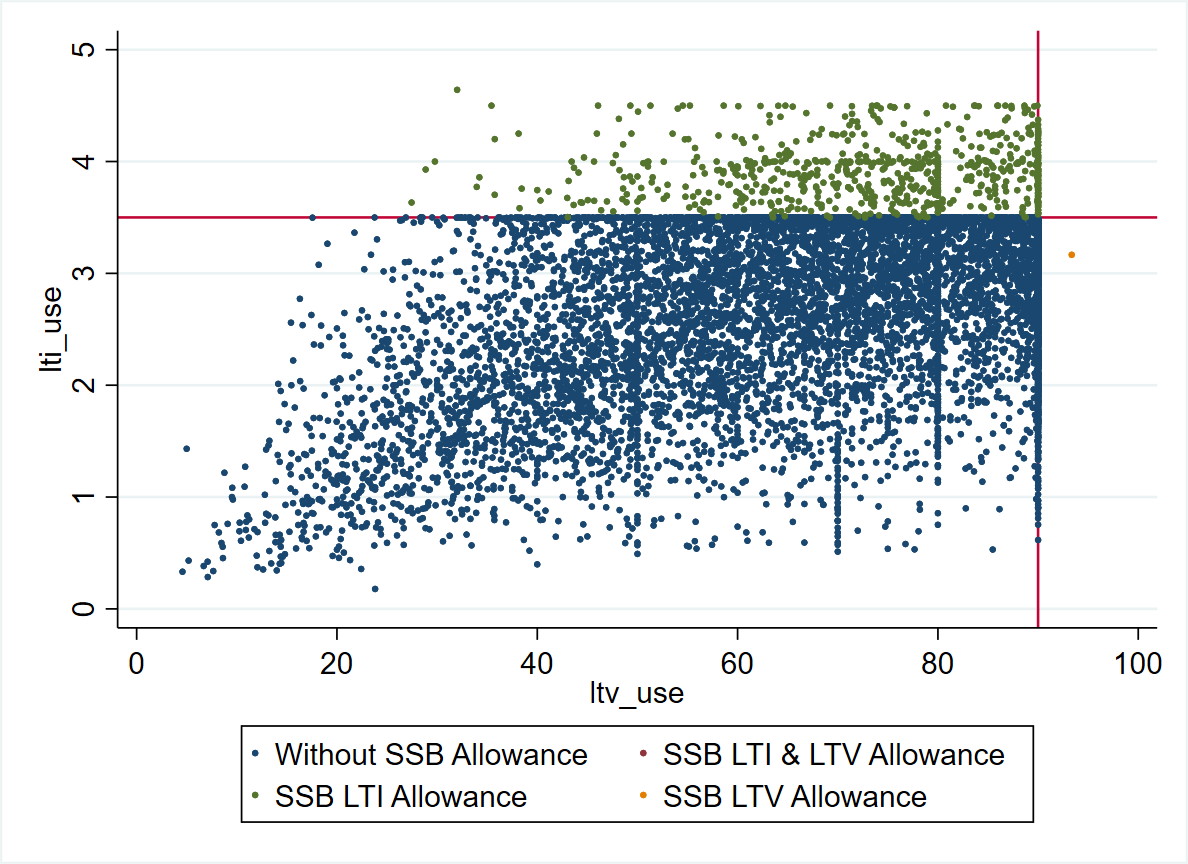 5
4
3
2
1
0
lti_use
0 20 40 60 80 100
ltv_use
Without SSB Allowance SSB LTI & LTV Allowance
SSB LTI Allowance SSB LTV Allowance